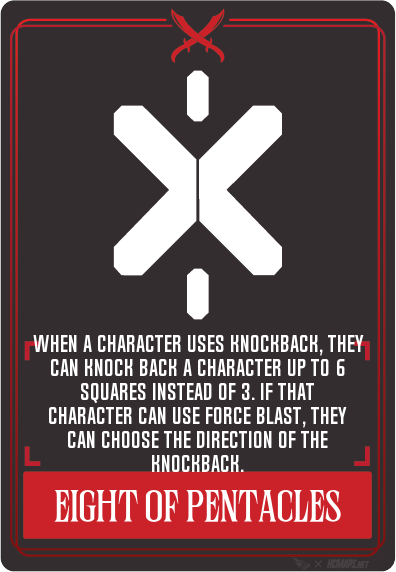 WHEN A CHARACTER USES KNOCKBACK, THEY
CAN KNOCK BACK A CHARACTER UP TO 6
SQUARES INSTEAD OF 3. IF THAT
CHARACTER CAN USE FORCE BLAST, THEY
CAN CHOOSE THE DIRECTION OF THE
KNOCKBACK.
EIGHT OF PENTACLES
HCMAPS.NET